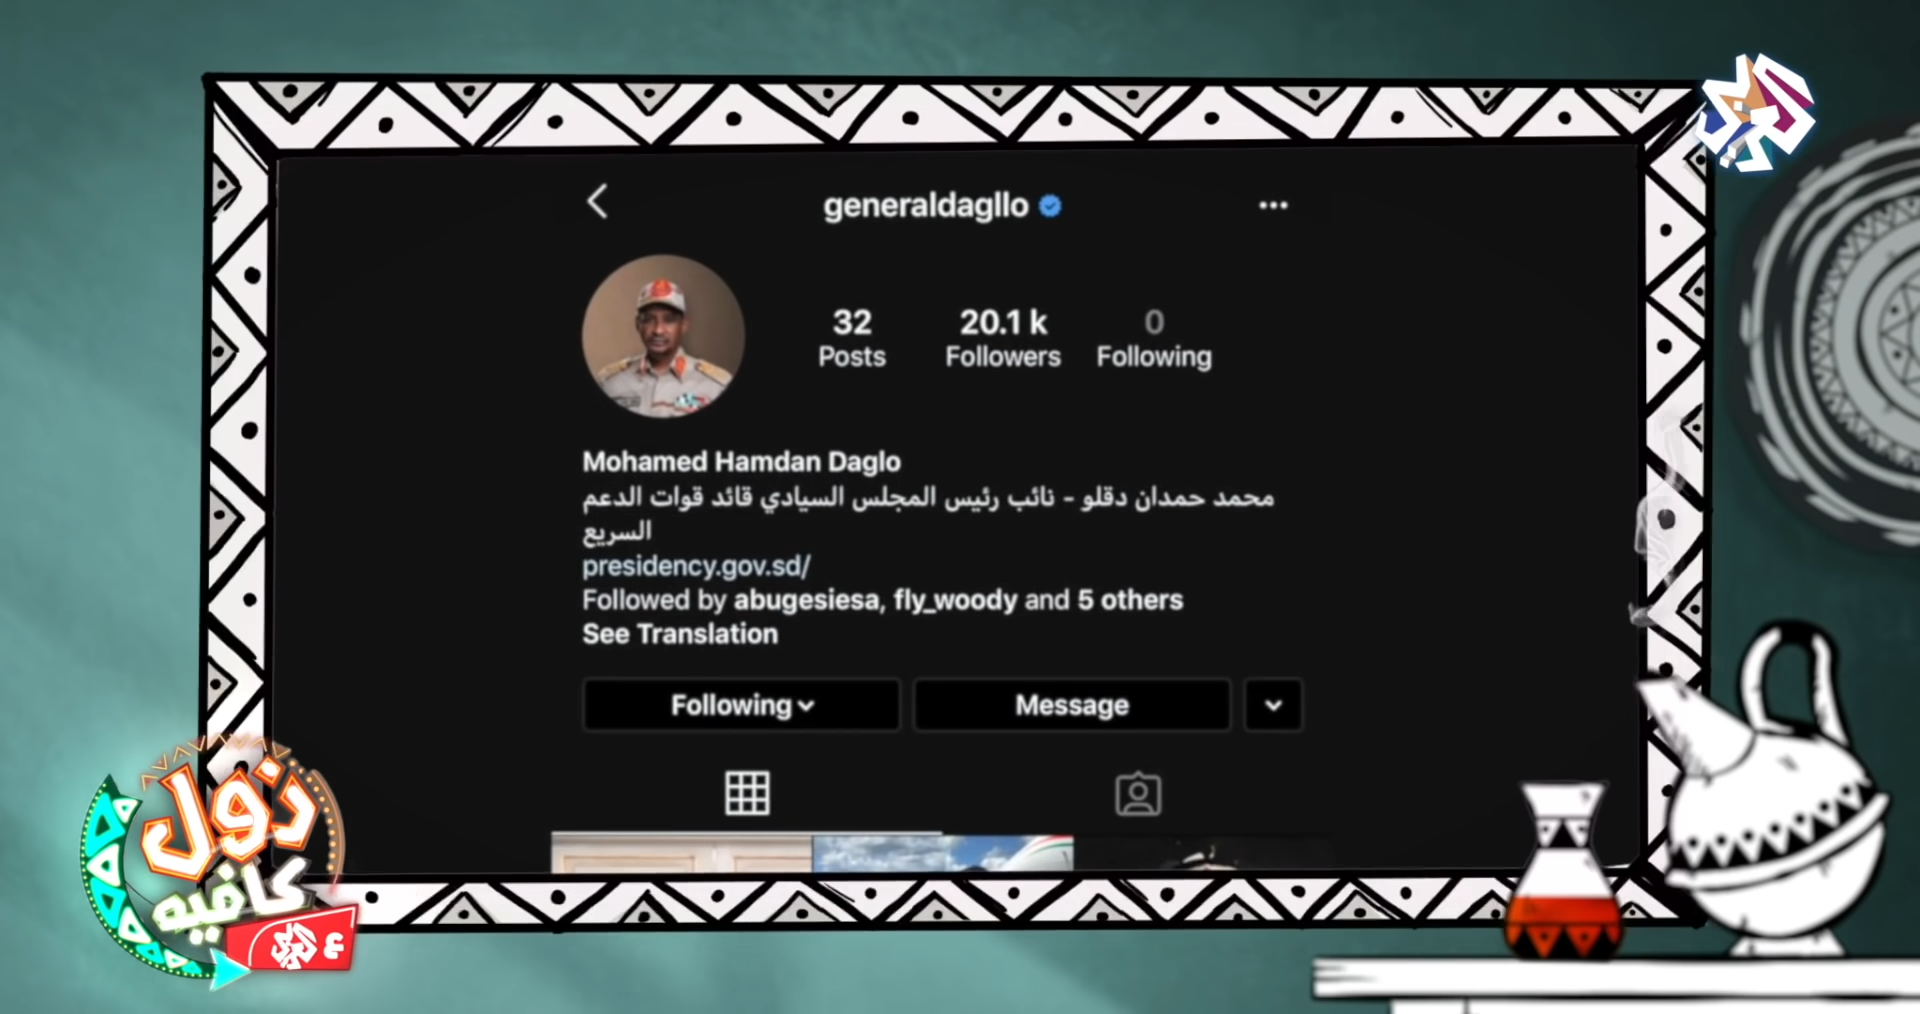 generaldagllo
32
20.1 k
0
Posts
Followers
Following
Mohamed Hamdan Daglo
محمد حمدان دقلو - نائب رئيس المجلس السيادي قائد قوات الدعم
السريع
presidency.gov.sd/
Followed by abugesiesa, fly_woody and 5 others
See Translation
Following
Message
زول
كافيه